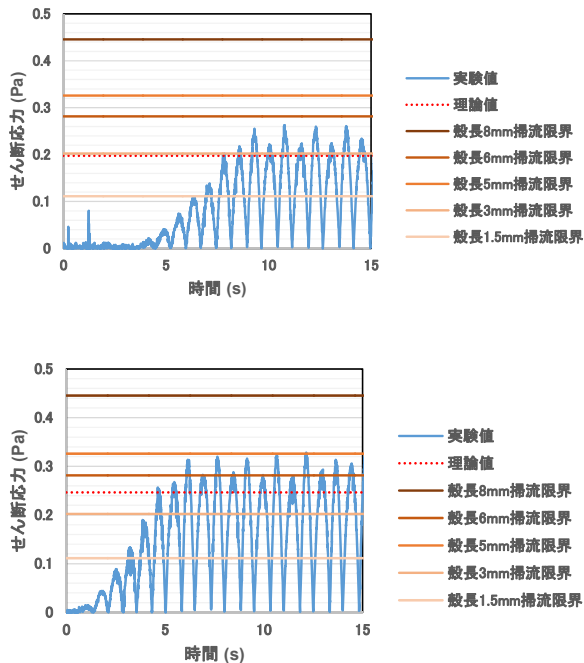 0.5
0.4
0.3
0.2
0.1
0
せん断応力 (Pa)
0
5
10
15
時間 (s)
実験値
理論値
殻長8mm掃流限界
殻長6mm掃流限界
殻長5mm掃流限界
殻長3mm掃流限界
殻長1.5mm掃流限界
0.5
0.4
0.3
0.2
0.1
0
せん断応力 (Pa)
0
2
4
6
8
10
12
14
時間 (s)
実験値
理論値
殻長8mm掃流限界
殻長6mm掃流限界
殻長5mm掃流限界
殻長3mm掃流限界
殻長1.5mm掃流限界